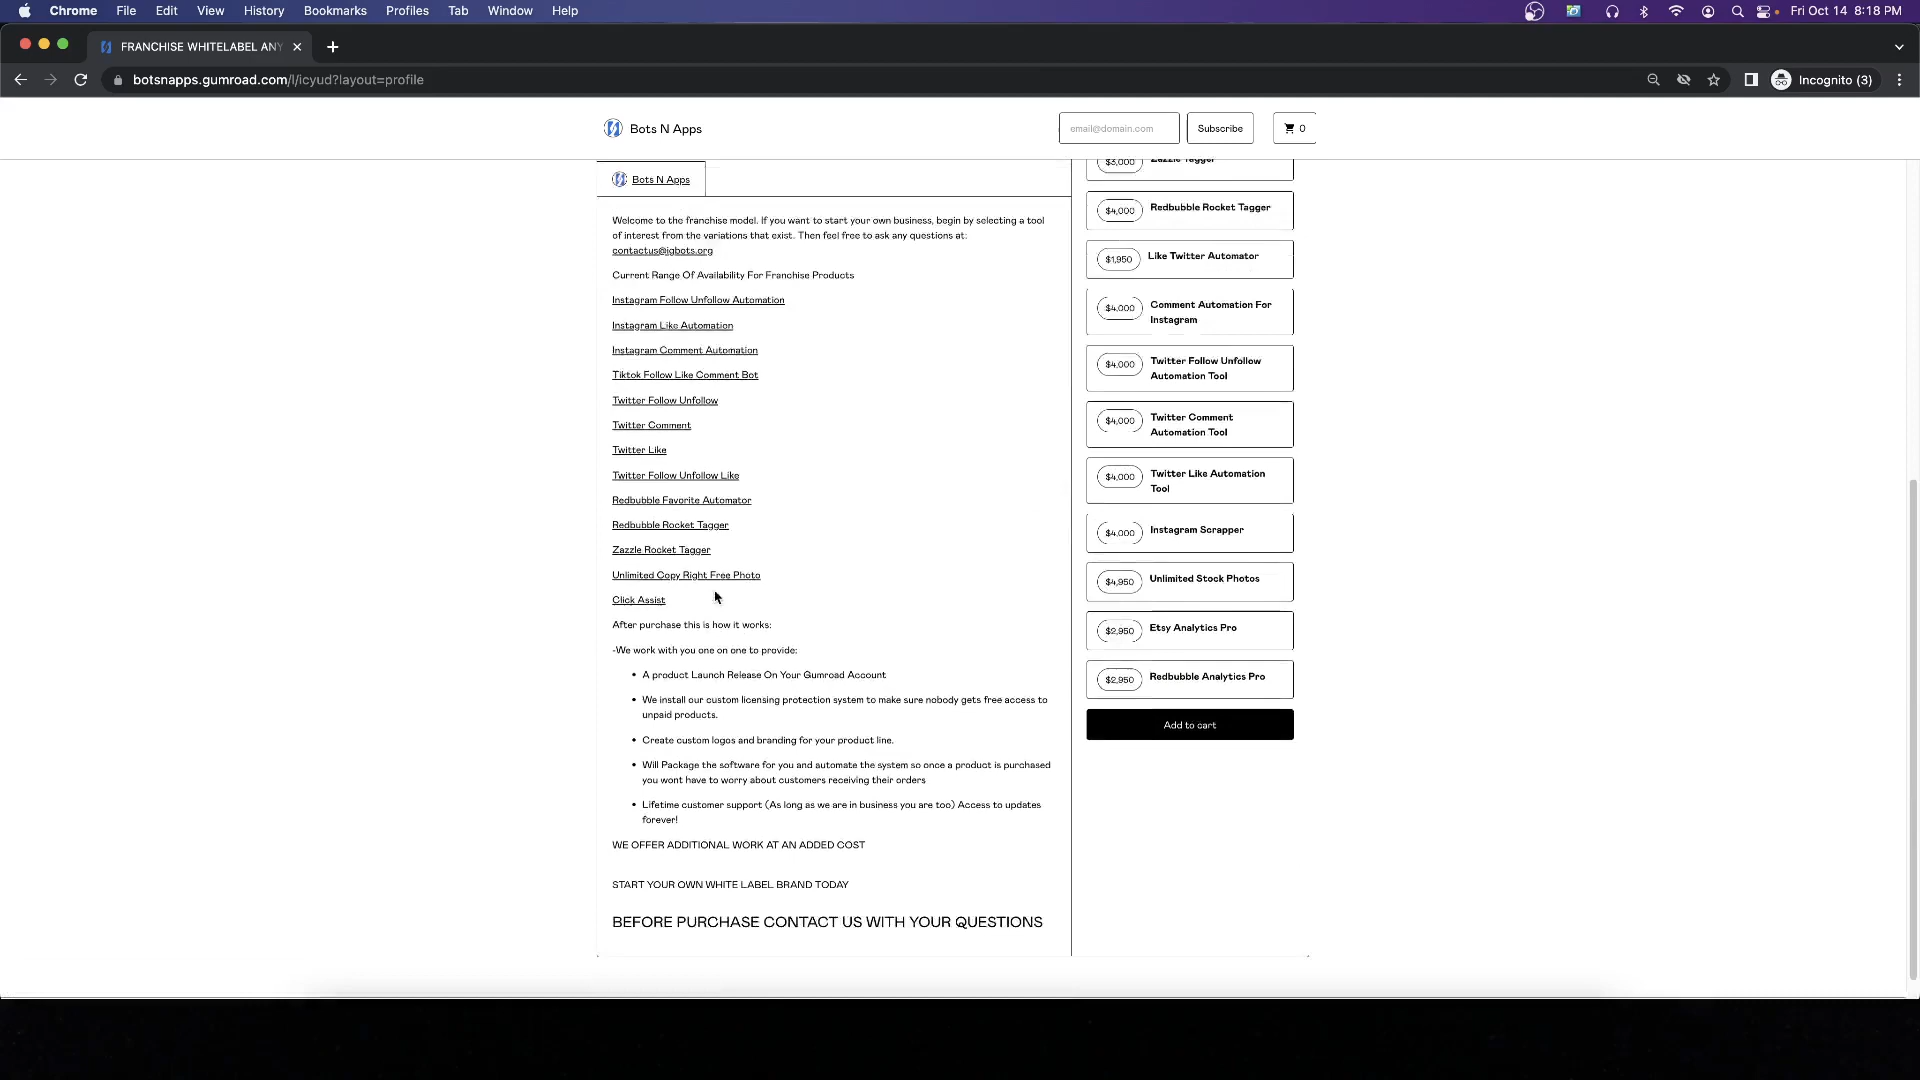 Chrome File Edit View History Bookmarks Profiles Tab Window Help Fri Oct 14 8:18 PM
FRANCHISE WHITELABEL ANY
botsnapps.gumroad.com/l/icyud?layout=profile Incognito (3)
Bots N Apps email@domain.com Subscribe 0
Bots N Apps
Welcome to the franchise model. If you want to start your own business, begin by selecting a tool
of interest from the variations that exist. Then feel free to ask any questions at:
contactus@igbots.org
Current Range Of Availability For Franchise Products
Instagram Follow Unfollow Automation
Instagram Like Automation
Instagram Comment Automation
Tiktok Follow Like Comment Bot
Twitter Follow Unfollow
Twitter Comment
Twitter Like
Twitter Follow Unfollow Like
Redbubble Favorite Automator
Redbubble Rocket Tagger
Zazzle Rocket Tagger
Unlimited Copy Right Free Photo
Click Assist
After purchase this is how it works:
-We work with you one on one to provide:
• A product Launch Release On Your Gumroad Account
• We install our custom licensing protection system to make sure nobody gets free access to
unpaid products.
• Create custom logos and branding for your product line.
• Will Package the software for you and automate the system so once a product is purchased
you wont have to worry about customers receiving their orders
• Lifetime customer support (As long as we are in business you are too) Access to updates
forever!
WE OFFER ADDITIONAL WORK AT AN ADDED COST
START YOUR OWN WHITE LABEL BRAND TODAY
BEFORE PURCHASE CONTACT US WITH YOUR QUESTIONS
$3,000 Zazzle Tagger
$4,000 Redbubble Rocket Tagger
$1,950 Like Twitter Automator
$4,000 Comment Automation For
Instagram
$4,000 Twitter Follow Unfollow
Automation Tool
$4,000 Twitter Comment
Automation Tool
$4,000 Twitter Like Automation
Tool
$4,000 Instagram Scrapper
$4,950 Unlimited Stock Photos
$2,950 Etsy Analytics Pro
$2,950 Redbubble Analytics Pro
Add to cart